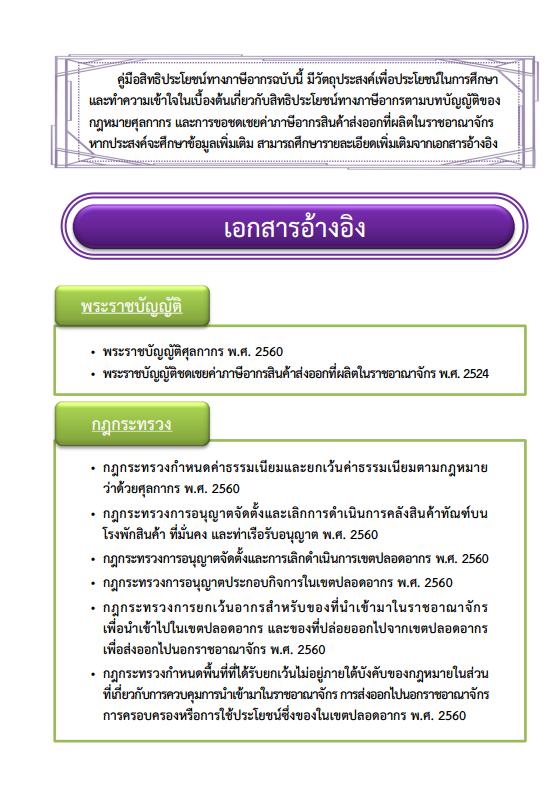 คู่มือสิทธิประโยชน์ทางภาษีอากรฉบับนี้ มีวัตถุประสงค์เพื่อประโยชน์ในการศึกษา
และทำความเข้าใจในเบื้องต้นเกี่ยวกับสิทธิประโยชน์ทางภาษีอากรตามบทบัญญัติของ
กฎหมายศุลกากร และการขอชดเชยค่าภาษีอากรสินค้าส่งออกที่ผลิตในราชอาณาจักร
หากประสงค์จะศึกษาข้อมูลเพิ่มเติม สามารถศึกษารายละเอียดเพิ่มเติมจากเอกสารอ้างอิง
เอกสารอ้างอิง
พระราชบัญญัติ
• พระราชบัญญัติศุลกากร พ.ศ. 2560
• พระราชบัญญัติชดเชยค่าภาษีอากรสินค้าส่งออกที่ผลิตในราชอาณาจักร พ.ศ. 2524
กฎกระทรวง
• กฎกระทรวงกำหนดค่าธรรมเนียมและยกเว้นค่าธรรมเนียมตามกฎหมาย
ว่าด้วยศุลกากร พ.ศ. 2560
• กฎกระทรวงการอนุญาตจัดตั้งและเลิกการดำเนินการคลังสินค้าทัณฑ์บน
โรงพักสินค้า ที่มั่นคง และท่าเรือรับอนุญาต พ.ศ. 2560
• กฎกระทรวงการอนุญาตจัดตั้งและการเลิกดำเนินการเขตปลอดอากร พ.ศ. 2560
• กฎกระทรวงการอนุญาตประกอบกิจการในเขตปลอดอากร พ.ศ. 2560
• กฎกระทรวงการยกเว้นอากรสำหรับของที่นำเข้ามาในราชอาณาจักร
เพื่อนำเข้าไปในเขตปลอดอากร และของที่ปล่อยออกไปจากเขตปลอดอากร
เพื่อส่งออกไปนอกราชอาณาจักร พ.ศ. 2560
• กฎกระทรวงกำหนดพื้นที่ที่ได้รับยกเว้นไม่อยู่ภายใต้บังคับของกฎหมายในส่วน
ที่เกี่ยวกับการควบคุมการนำเข้ามาในราชอาณาจักร การส่งออกไปนอกราชอาณาจักร
การครอบครองหรือการใช้ประโยชน์ซึ่งของในเขตปลอดอากร พ.ศ. 2560